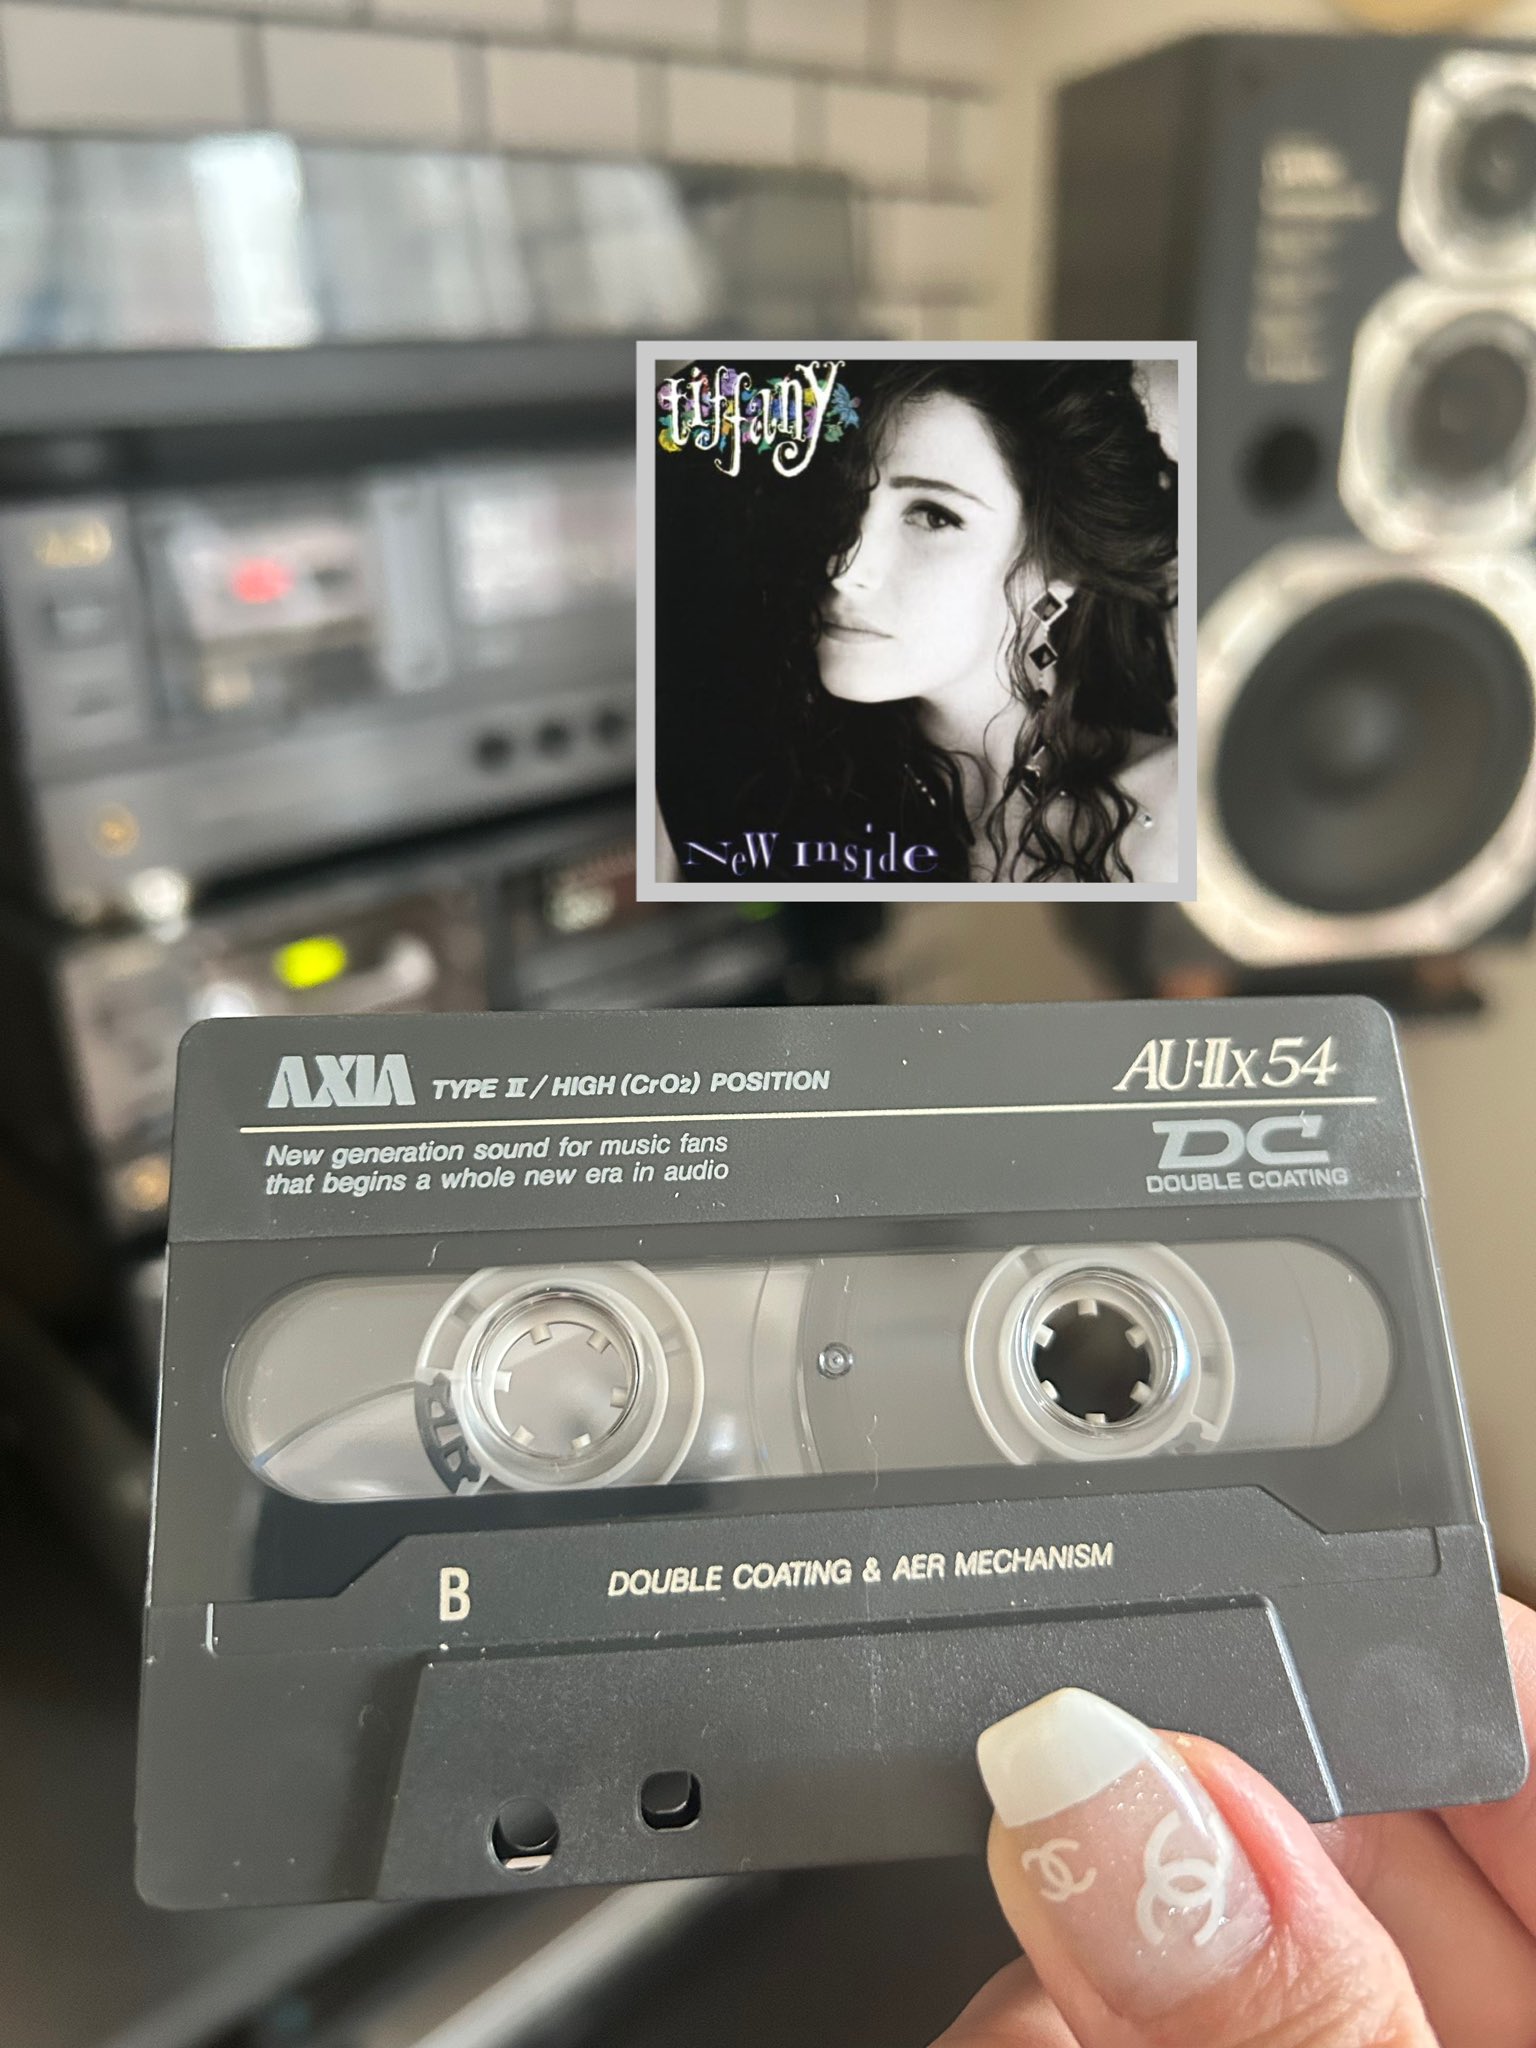 tiffany
New Inside
AXIA TYPE II / HIGH (CrO₂) POSITION
AU-IIx 54
New generation sound for music fans
that begins a whole new era in audio
DC
DOUBLE COATING
B
DOUBLE COATING & AER MECHANISM